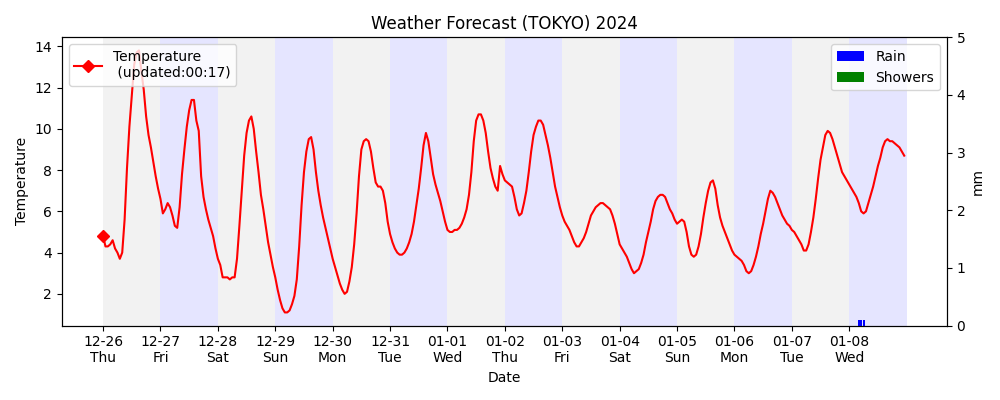 Weather Forecast (TOKYO) 2024
Temperature
(updated:00:17)
Rain
Showers
Temperature
14
12
10
8
6
4
2
5
4
3
2
1
0
mm
12-26 12-27 12-28 12-29 12-30 12-31 01-01 01-02 01-03 01-04 01-05 01-06 01-07 01-08
Thu Fri Sat Sun Mon Tue Wed Thu Fri Sat Sun Mon Tue Wed
Date